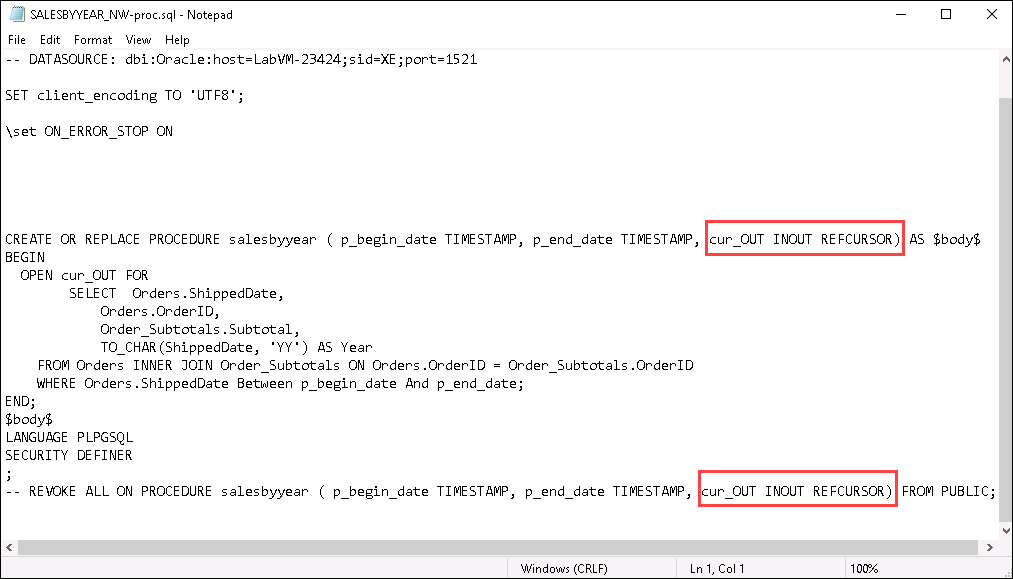 SALESBYYEAR_NW-proc.sql - Notepad
File Edit Format View Help
-- DATASOURCE: dbi:Oracle:host=LabVM-23424;sid=XE;port=1521
SET client_encoding TO 'UTF8';
\set ON_ERROR_STOP ON
CREATE OR REPLACE PROCEDURE salesbyyear ( p_begin_date TIMESTAMP, p_end_date TIMESTAMP, cur_OUT INOUT REFCURSOR) AS $body$
BEGIN
OPEN cur_OUT FOR
SELECT Orders.ShippedDate,
Orders.OrderID,
Order_Subtotals.Subtotal,
TO_CHAR(ShippedDate, 'YY') AS Year
FROM Orders INNER JOIN Order_Subtotals ON Orders.OrderID = Order_Subtotals.OrderID
WHERE Orders.ShippedDate Between p_begin_date And p_end_date;
END;
$body$
LANGUAGE PLPGSQL
SECURITY DEFINER
;
-- REVOKE ALL ON PROCEDURE salesbyyear ( p_begin_date TIMESTAMP, p_end_date TIMESTAMP, cur_OUT INOUT REFCURSOR) FROM PUBLIC;
Windows (CRLF) Ln 1, Col 1 100%